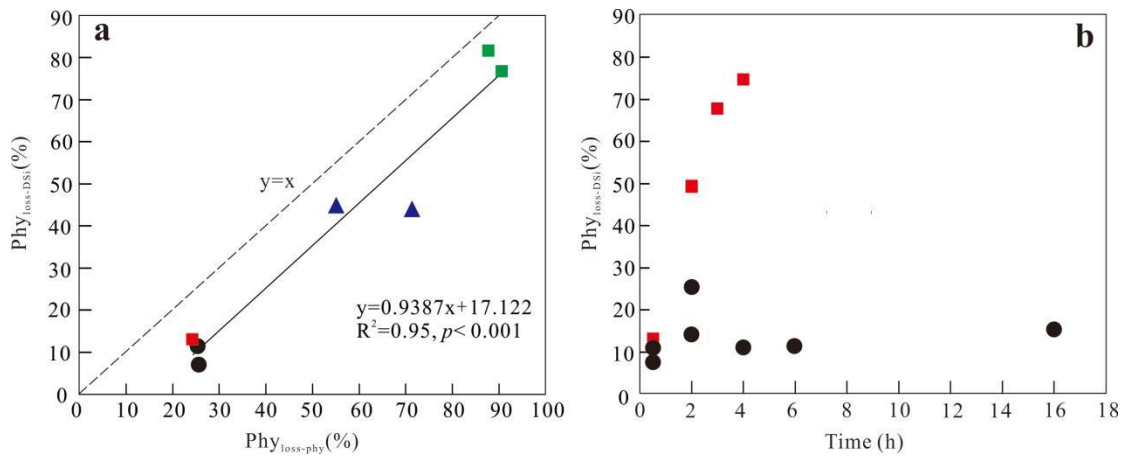 a
90
80
70
60
50
40
30
20
10
0
Phy_loss-DSi(%)
y=x
y=0.9387x+17.122
R²=0.95, p< 0.001
0 10 20 30 40 50 60 70 80 90 100
Phy_loss-phy(%)
b
90
80
70
60
50
40
30
20
10
0
Phy_loss-DSi(%)
0 2 4 6 8 10 12 14 16 18
Time (h)